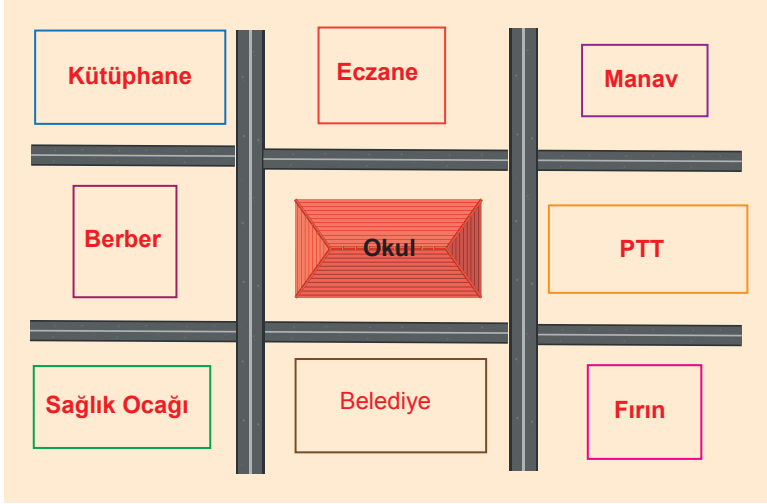 Kütüphane
Eczane
Manav
Berber
Okul
PTT
Sağlık Ocağı
Belediye
Fırın